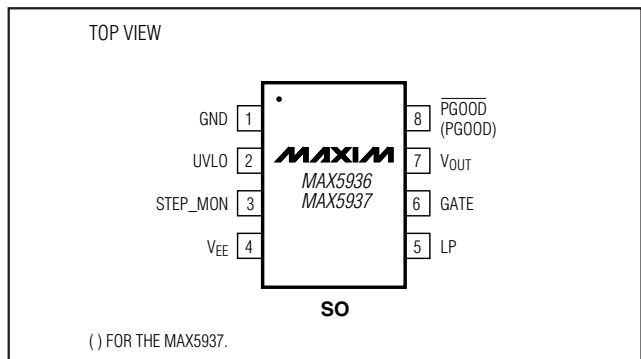 TOP VIEW
GND 1
UVLO 2
STEP_MON 3
VEE 4
MAXIM
MAX5936
MAX5937
8 PGOOD
(PGOOD)
7 VOUT
6 GATE
5 LP
SO
( ) FOR THE MAX5937.